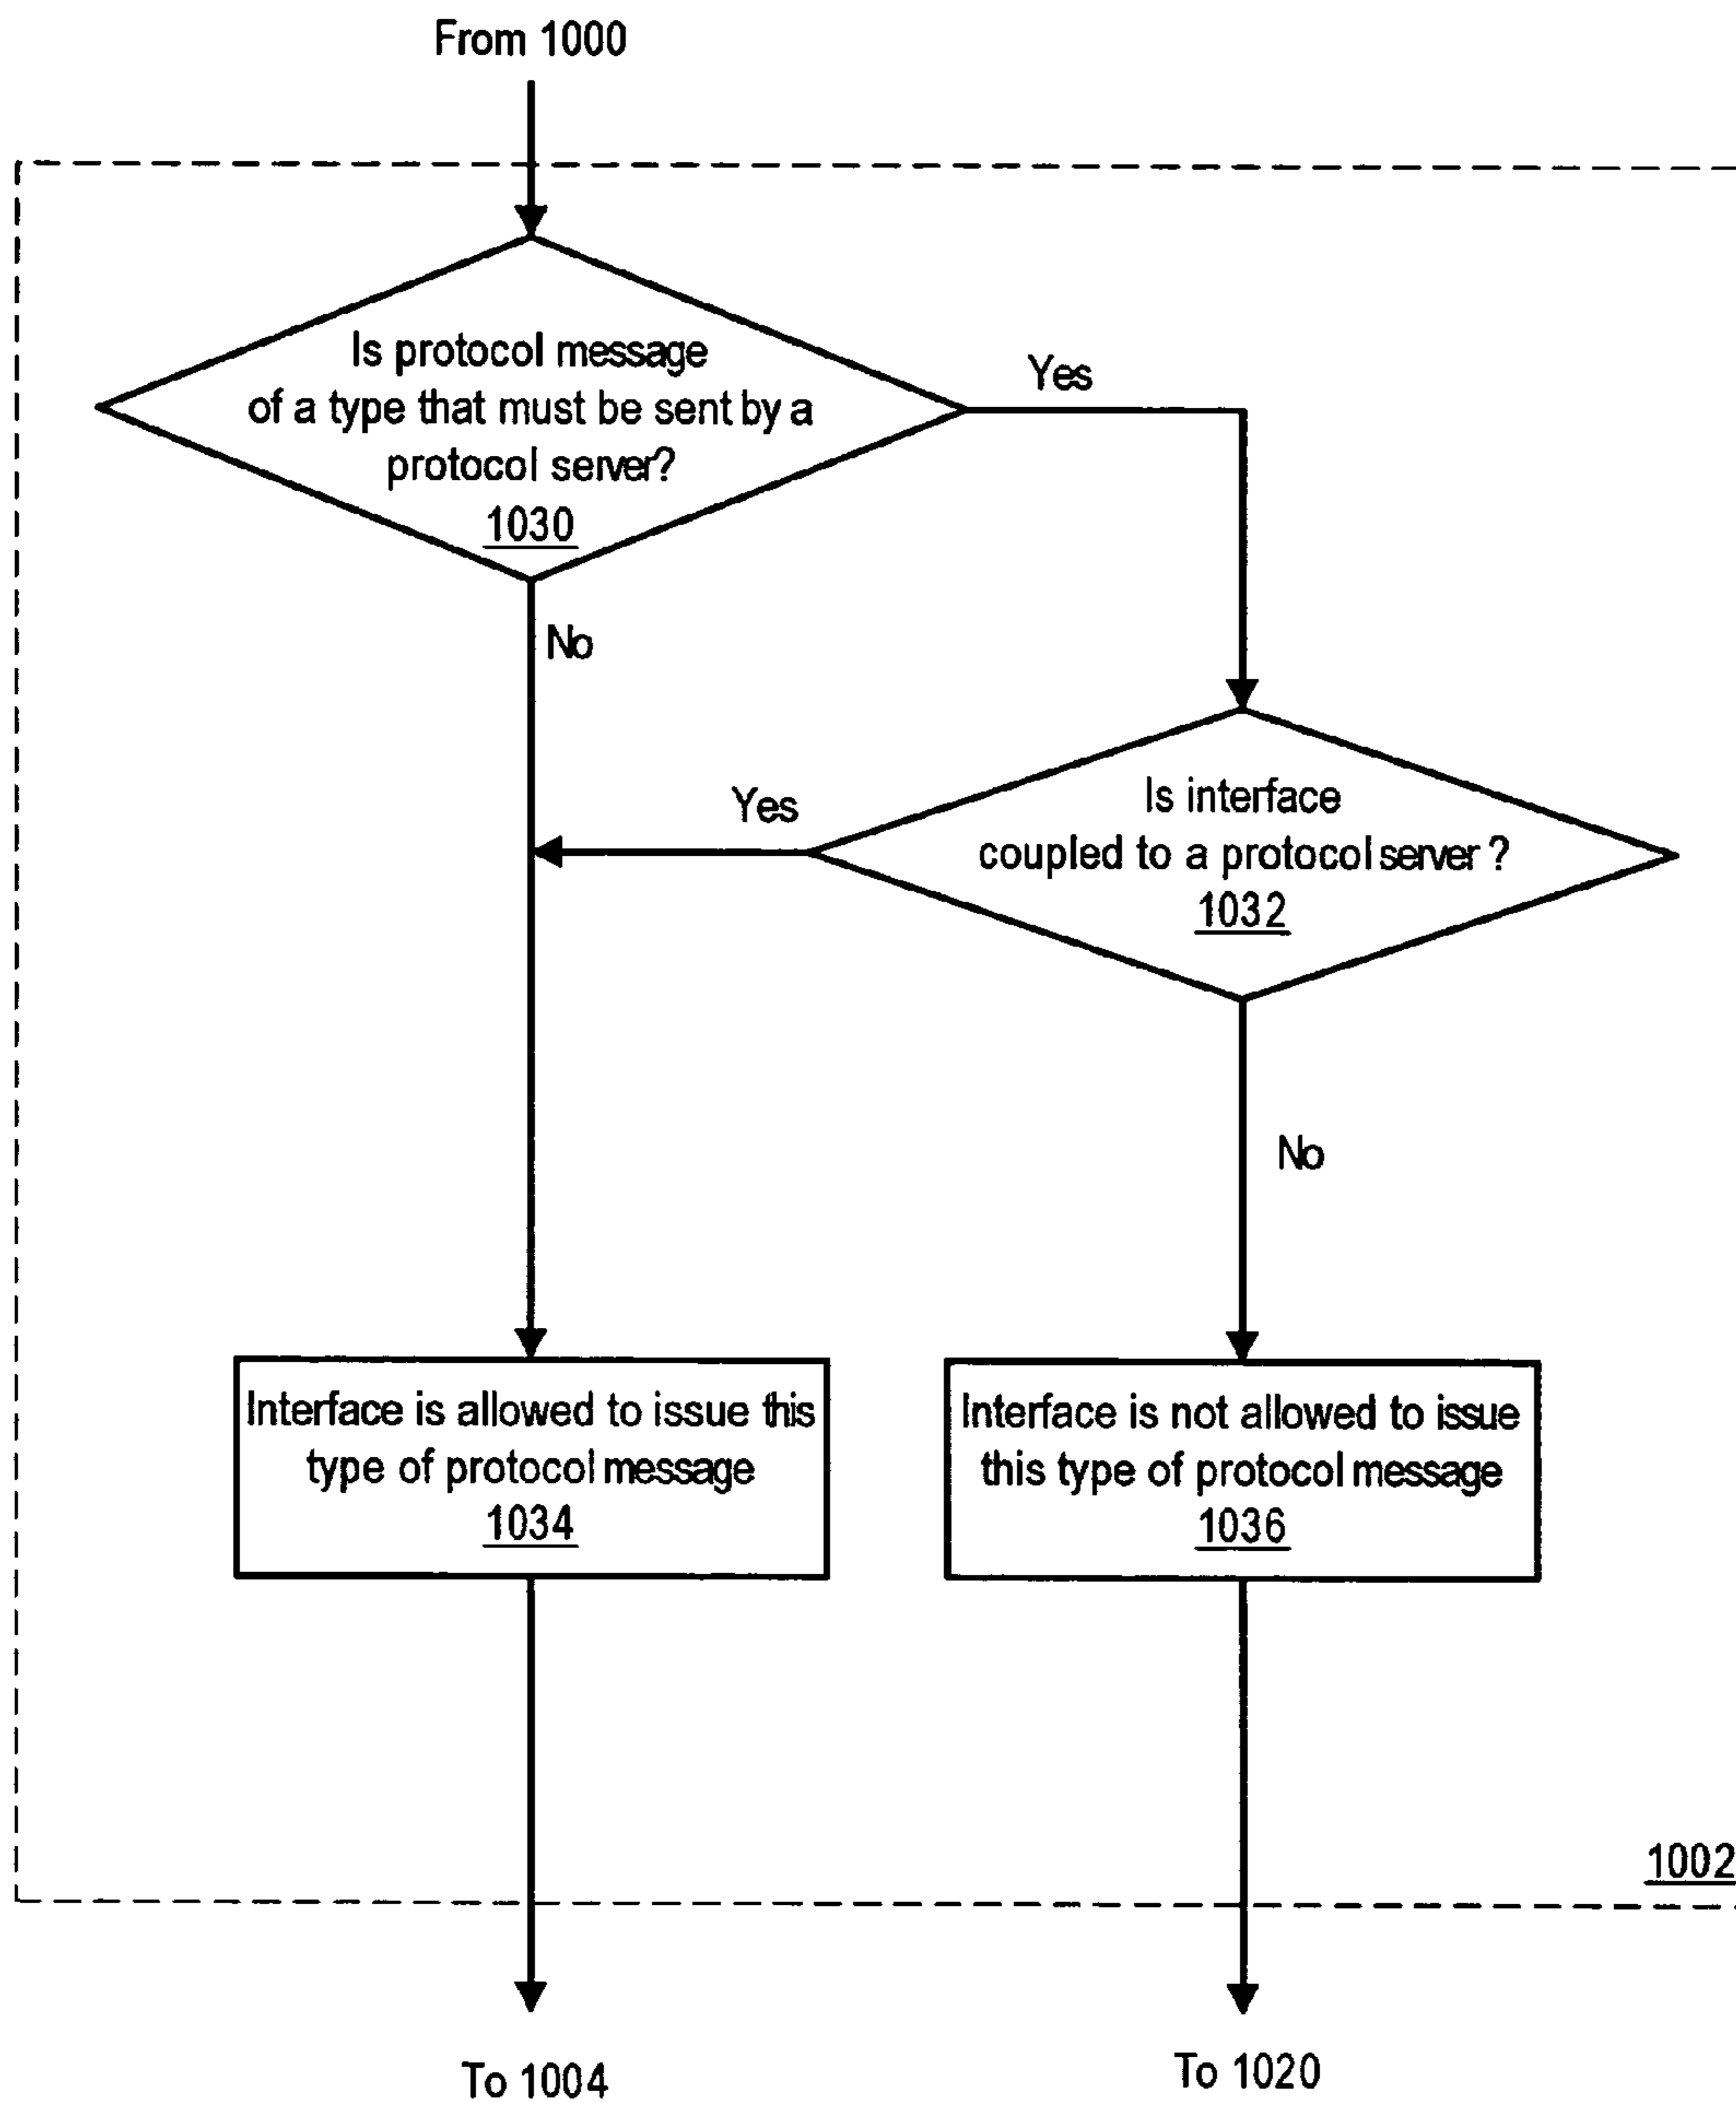 From 1000
Is protocol message
of a type that must be sent by a
protocol server?
1030
Yes
No
Is interface
coupled to a protocol server ?
1032
Yes
No
Interface is allowed to issue this
type of protocol message
1034
Interface is not allowed to issue
this type of protocol message
1036
1002
To 1004
To 1020